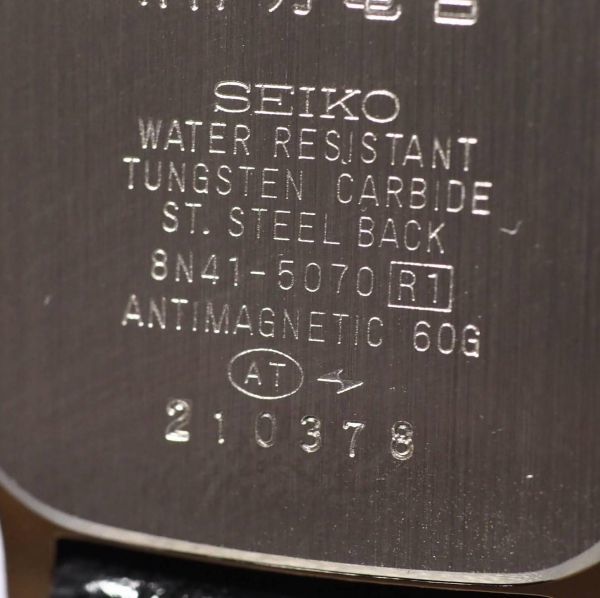 SEIKO
WATER RESISTANT
TUNGSTEN CARBIDE
ST. STEEL BACK
8N41-5070 R1
ANTIMAGNETIC 60G
AT
210378